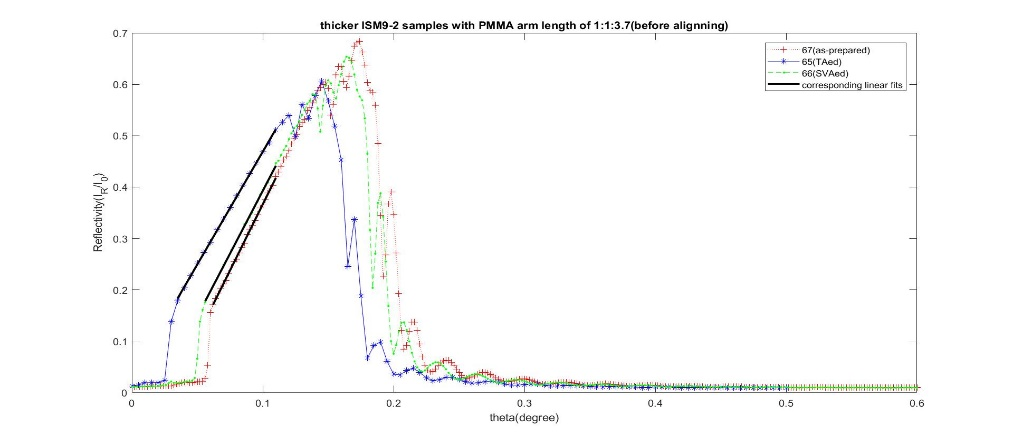 thicker ISM9-2 samples with PMMA arm length of 1:1:3.7(before alignning)
0.7
0.6
0.5
0.4
0.3
0.2
0.1
0
Reflectivity(I_R/I_0)
67(as-prepared)
65(TAed)
66(SVAed)
corresponding linear fits
0 0.1 0.2 0.3 0.4 0.5 0.6
theta(degree)